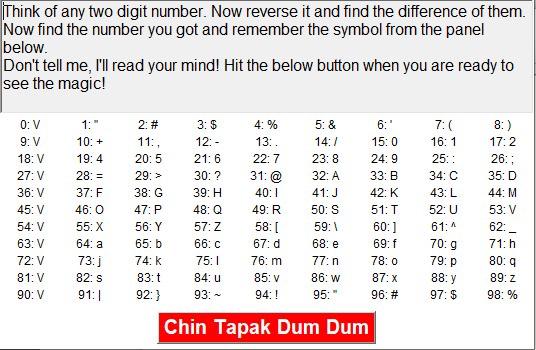 Think of any two digit number. Now reverse it and find the difference of them.
Now find the number you got and remember the symbol from the panel
below.
Don't tell me, I'll read your mind! Hit the below button when you are ready to
see the magic!
0: V 1: " 2: # 3: $ 4: % 5: & 6: ' 7: ( 8: )
9: V 10: + 11: , 12: - 13: . 14: / 15: 0 16: 1 17: 2
18: V 19: 4 20: 5 21: 6 22: 7 23: 8 24: 9 25: : 26: ;
27: V 28: = 29: > 30: ? 31: @ 32: A 33: B 34: C 35: D
36: V 37: F 38: G 39: H 40: I 41: J 42: K 43: L 44: M
45: V 46: O 47: P 48: Q 49: R 50: S 51: T 52: U 53: V
54: V 55: X 56: Y 57: Z 58: [ 59: \ 60: ] 61: ^ 62: _
63: V 64: a 65: b 66: c 67: d 68: e 69: f 70: g 71: h
72: V 73: j 74: k 75: l 76: m 77: n 78: o 79: p 80: q
81: V 82: s 83: t 84: u 85: v 86: w 87: x 88: y 89: z
90: V 91: | 92: } 93: ~ 94: ! 95: " 96: # 97: $ 98: %
Chin Tapak Dum Dum